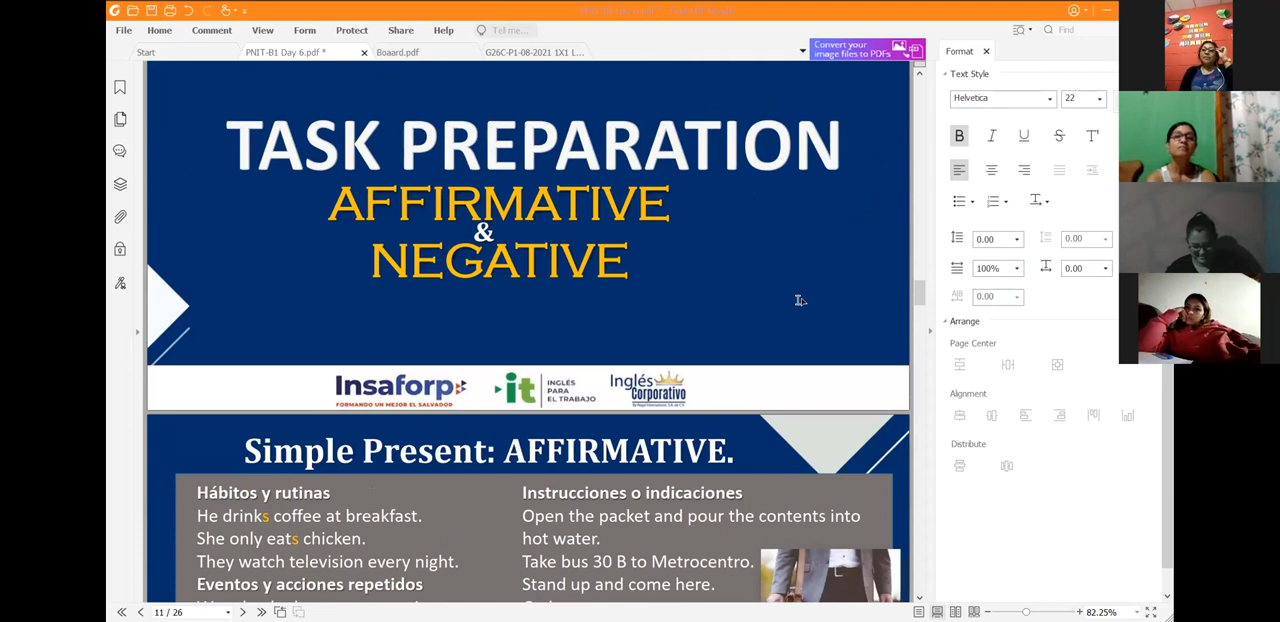 File Home Comment View Form Protect Share Help Tell me... Find
Start PNIT-B1 Day 6.pdf * Board.pdf G26C-P1-08-2021 1X1 L...
Convert your
image files to PDFs
Format
TASK PREPARATION
AFFIRMATIVE
&
NEGATIVE
Insaforp
FORMANDO UN MEJOR EL SALVADOR
it INGLÉS
PARA
EL TRABAJO
Inglés
Corporativo
Simple Present: AFFIRMATIVE.
Hábitos y rutinas
He drinks coffee at breakfast.
She only eats chicken.
They watch television every night.
Eventos y acciones repetidos
Instrucciones o indicaciones
Open the packet and pour the contents into
hot water.
Take bus 30 B to Metrocentro.
Stand up and come here.
Text Style
Helvetica 22
B I U S T
0.00 0.00
100% 0.00
0.00
Arrange
Page Center
Alignment
Distribute
11 / 26
82.25%